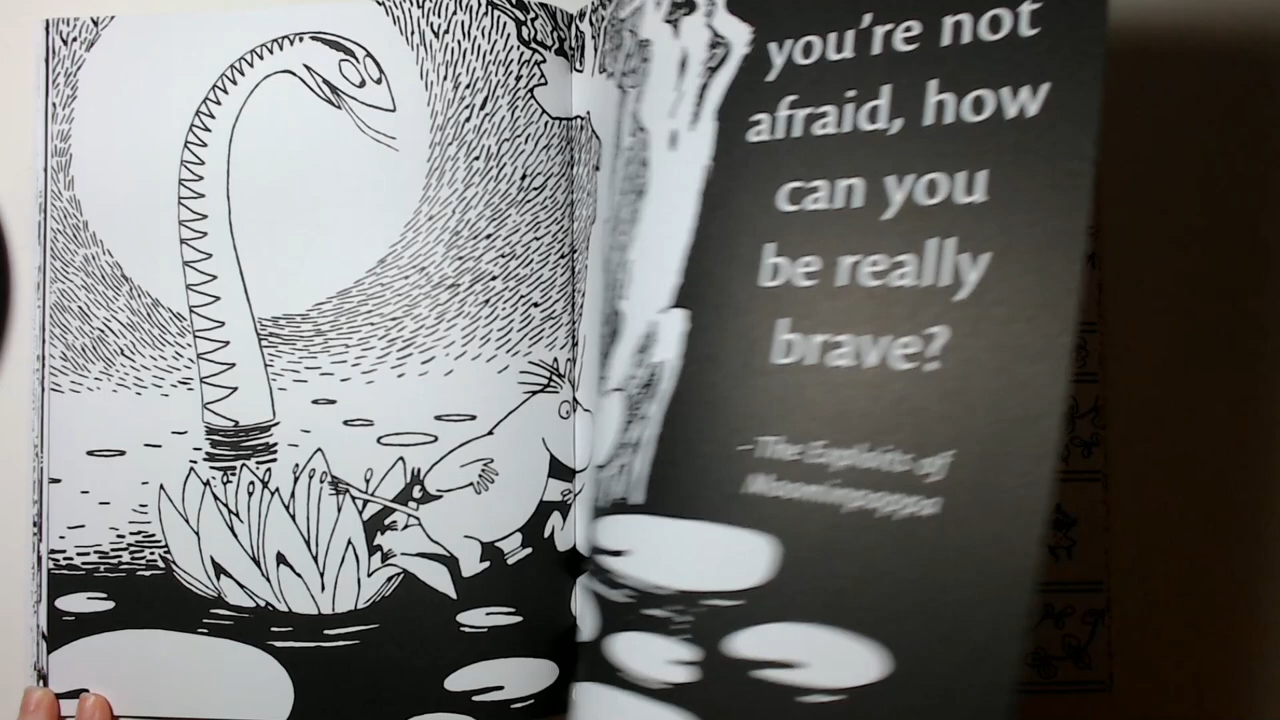 you're not
afraid, how
can you
be really
brave?
– The Exploits of
Moominpappa